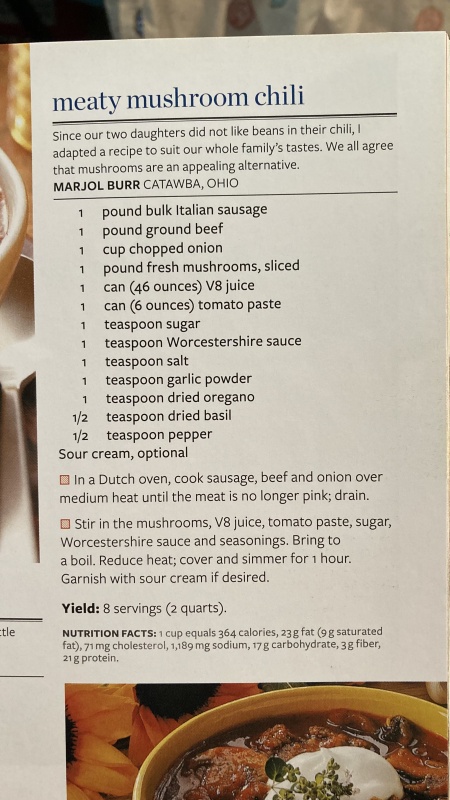 meaty mushroom chili
Since our two daughters did not like beans in their chili, I
adapted a recipe to suit our whole family's tastes. We all agree
that mushrooms are an appealing alternative.
MARJOL BURR CATAWBA, OHIO
1 pound bulk Italian sausage
1 pound ground beef
1 cup chopped onion
1 pound fresh mushrooms, sliced
1 can (46 ounces) V8 juice
1 can (6 ounces) tomato paste
1 teaspoon sugar
1 teaspoon Worcestershire sauce
1 teaspoon salt
1 teaspoon garlic powder
1 teaspoon dried oregano
1/2 teaspoon dried basil
1/2 teaspoon pepper
Sour cream, optional
In a Dutch oven, cook sausage, beef and onion over
medium heat until the meat is no longer pink; drain.
Stir in the mushrooms, V8 juice, tomato paste, sugar,
Worcestershire sauce and seasonings. Bring to
a boil. Reduce heat; cover and simmer for 1 hour.
Garnish with sour cream if desired.
Yield: 8 servings (2 quarts).
NUTRITION FACTS: 1 cup equals 364 calories, 23 g fat (9 g saturated
fat), 71 mg cholesterol, 1,189 mg sodium, 17 g carbohydrate, 3 g fiber,
21 g protein.